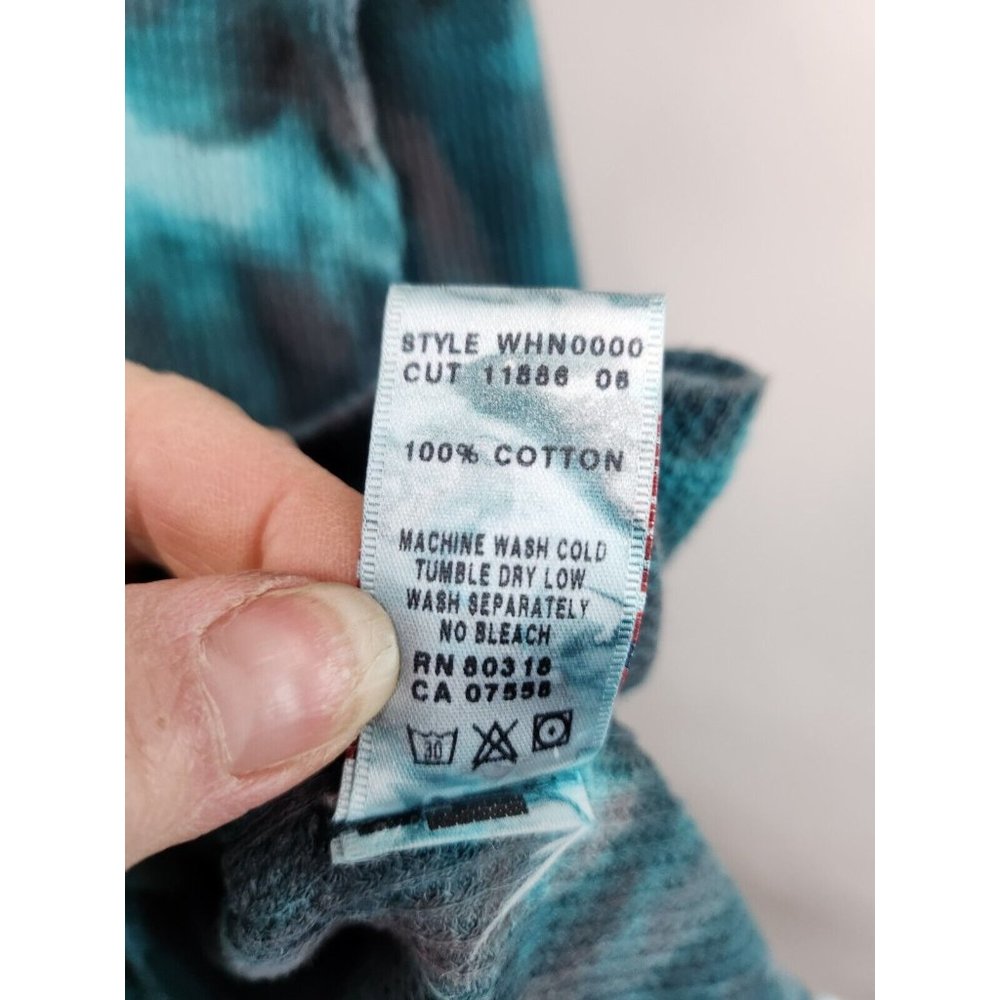 STYLE WHN0000
CUT 11886 06
100% COTTON
MACHINE WASH COLD
TUMBLE DRY LOW
WASH SEPARATELY
NO BLEACH
RN 80318
CA 07558
30